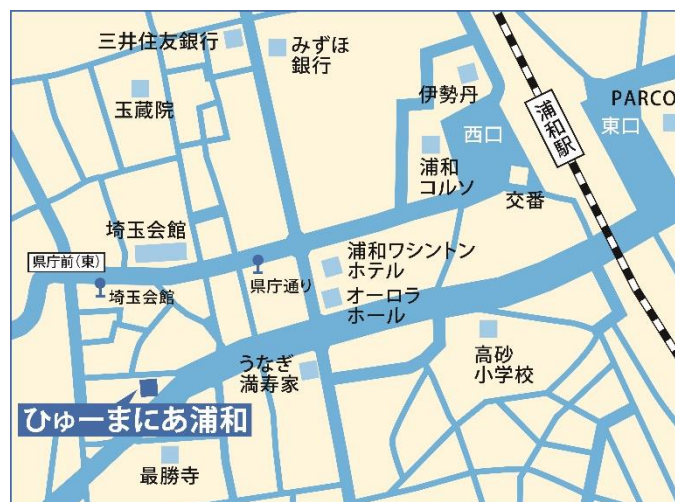 三井住友銀行
みずほ
銀行
玉蔵院
伊勢丹
PARCO
西口
浦和駅
東口
浦和
コルソ
交番
埼玉会館
県庁前(東)
埼玉会館
県庁通り
浦和ワシントン
ホテル
オーロラ
ホール
うなぎ
満寿家
高砂
小学校
ひゅーまにあ浦和
最勝寺